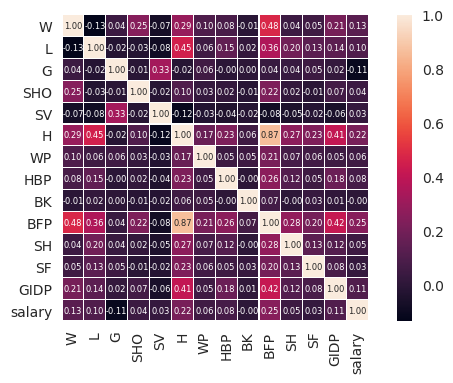 1.0
W 1.00 -0.13 0.04 0.25 -0.07 0.29 0.10 0.08 -0.01 0.48 0.04 0.05 0.21 0.13
L -0.13 1.00 -0.02 -0.03 -0.08 0.45 0.06 0.15 0.02 0.36 0.20 0.13 0.14 0.10
G 0.04 -0.02 1.00 -0.01 0.33 -0.02 0.06 -0.00 0.00 0.04 0.04 0.05 0.02 -0.11
0.8
SHO 0.25 -0.03 -0.01 1.00 -0.02 0.10 0.03 0.02 -0.01 0.22 0.02 -0.01 0.07 0.04
SV -0.07 -0.08 0.33 -0.02 1.00 -0.12 -0.03 -0.04 -0.02 -0.08 -0.05 -0.02 -0.06 0.03
0.6
H 0.29 0.45 -0.02 0.10 -0.12 1.00 0.17 0.23 0.06 0.87 0.27 0.23 0.41 0.22
WP 0.10 0.06 0.06 0.03 -0.03 0.17 1.00 0.05 0.05 0.21 0.07 0.06 0.05 0.06
HBP 0.08 0.15 -0.00 0.02 -0.04 0.23 0.05 1.00 -0.00 0.26 0.12 0.05 0.18 0.08
0.4
BK -0.01 0.02 0.00 -0.01 -0.02 0.06 0.05 -0.00 1.00 0.07 -0.00 0.03 0.01 -0.00
BFP 0.48 0.36 0.04 0.22 -0.08 0.87 0.21 0.26 0.07 1.00 0.28 0.20 0.42 0.25
0.2
SH 0.04 0.20 0.04 0.02 -0.05 0.27 0.07 0.12 -0.00 0.28 1.00 0.13 0.12 0.05
SF 0.05 0.13 0.05 -0.01 -0.02 0.23 0.06 0.05 0.03 0.20 0.13 1.00 0.08 0.03
GIDP 0.21 0.14 0.02 0.07 -0.06 0.41 0.05 0.18 0.01 0.42 0.12 0.08 1.00 0.11
0.0
salary 0.13 0.10 -0.11 0.04 0.03 0.22 0.06 0.08 -0.00 0.25 0.05 0.03 0.11 1.00
W L G SHO SV H WP HBP BK BFP SH SF GIDP salary